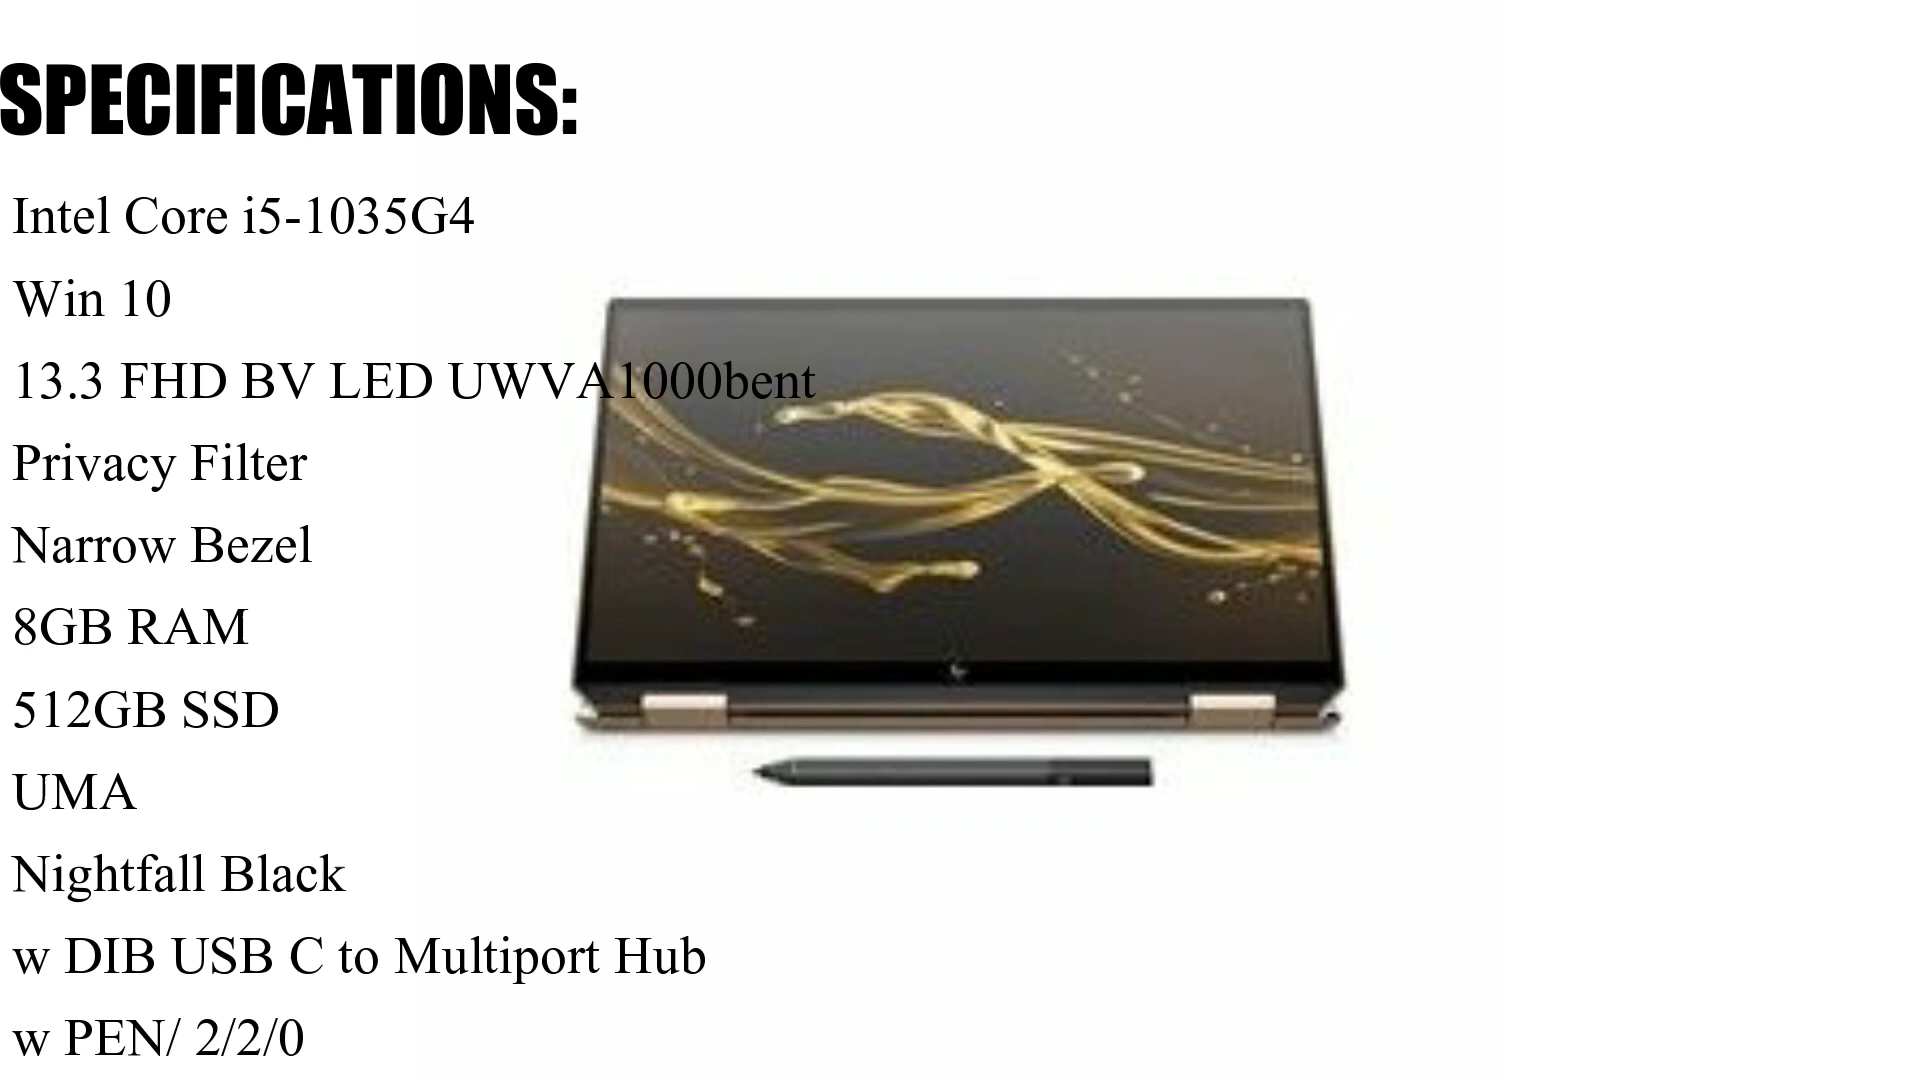 SPECIFICATIONS:
Intel Core i5-1035G4
Win 10
13.3 FHD BV LED UWVA1000bent
Privacy Filter
Narrow Bezel
8GB RAM
512GB SSD
UMA
Nightfall Black
w DIB USB C to Multiport Hub
w PEN/ 2/2/0